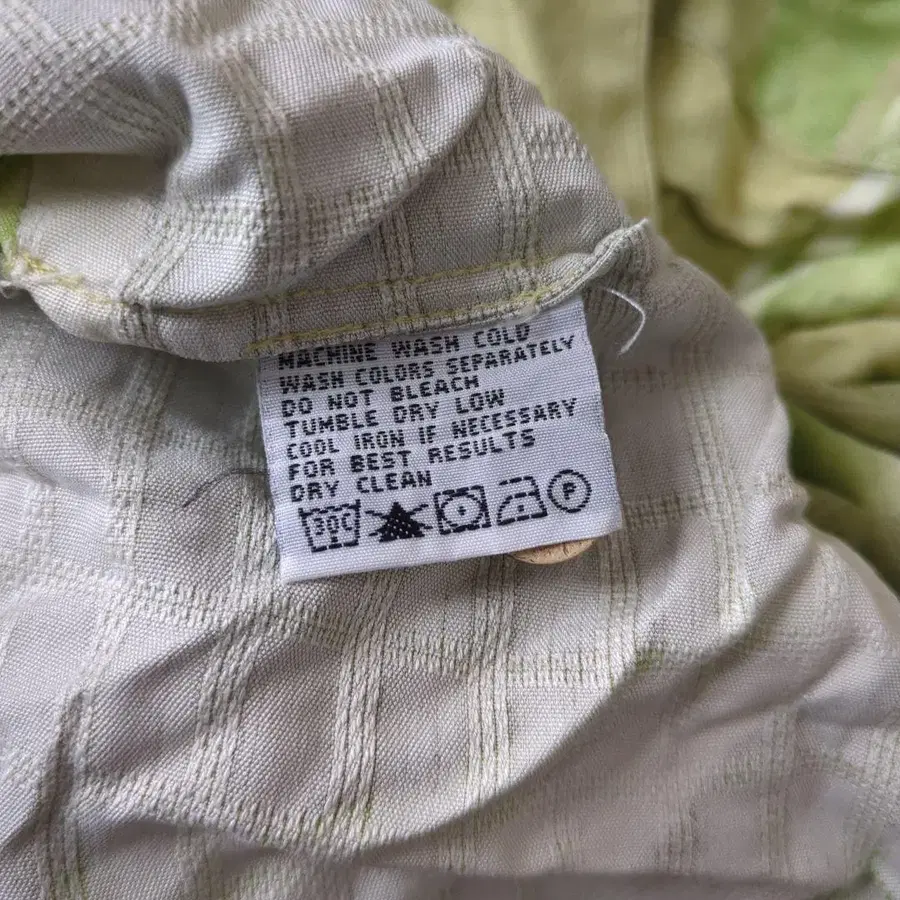 MACHINE WASH COLD
WASH COLORS SEPARATELY
DO NOT BLEACH
TUMBLE DRY LOW
COOL IRON IF NECESSARY
FOR BEST RESULTS
DRY CLEAN
30C P